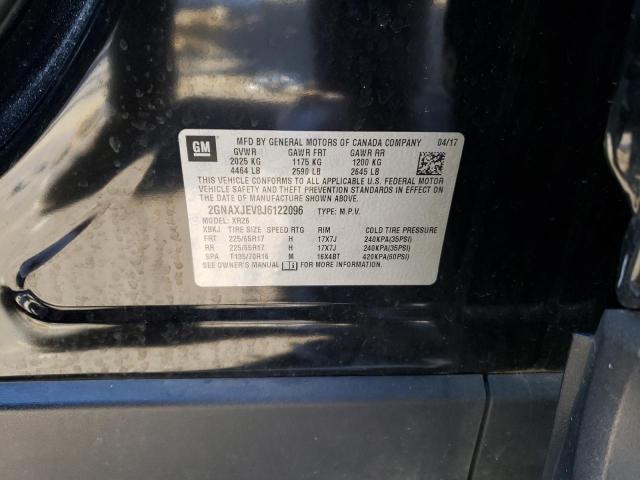 GM MFD BY GENERAL MOTORS OF CANADA COMPANY 04/17
GVWR GAWR FRT GAWR RR
2025 KG 1175 KG 1200 KG
4464 LB 2590 LB 2645 LB
THIS VEHICLE CONFORMS TO ALL APPLICABLE U.S. FEDERAL MOTOR
VEHICLE SAFETY AND THEFT PREVENTION STANDARDS IN EFFECT ON
THE DATE OF MANUFACTURE SHOWN ABOVE.
2GNAXJEV8J6122096 TYPE: M.P.V.
MODEL: XR26
XBKJ TIRE SIZE SPEED RTG RIM COLD TIRE PRESSURE
FRT 225/65R17 H 17X7J 240KPA(35PSI)
RR 225/65R17 H 17X7J 240KPA(35PSI)
SPA T135/70R16 M 16X4BT 420KPA(60PSI)
SEE OWNER'S MANUAL FOR MORE INFORMATION.